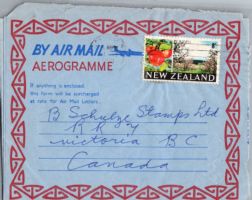 BY AIR MAIL
AEROGRAMME
If anything is enclosed
this form will be surcharged
at rate for Air Mail Letters.
NEW ZEALAND
B Schulze Stamps Ltd
R R 7
Victoria BC
Canada